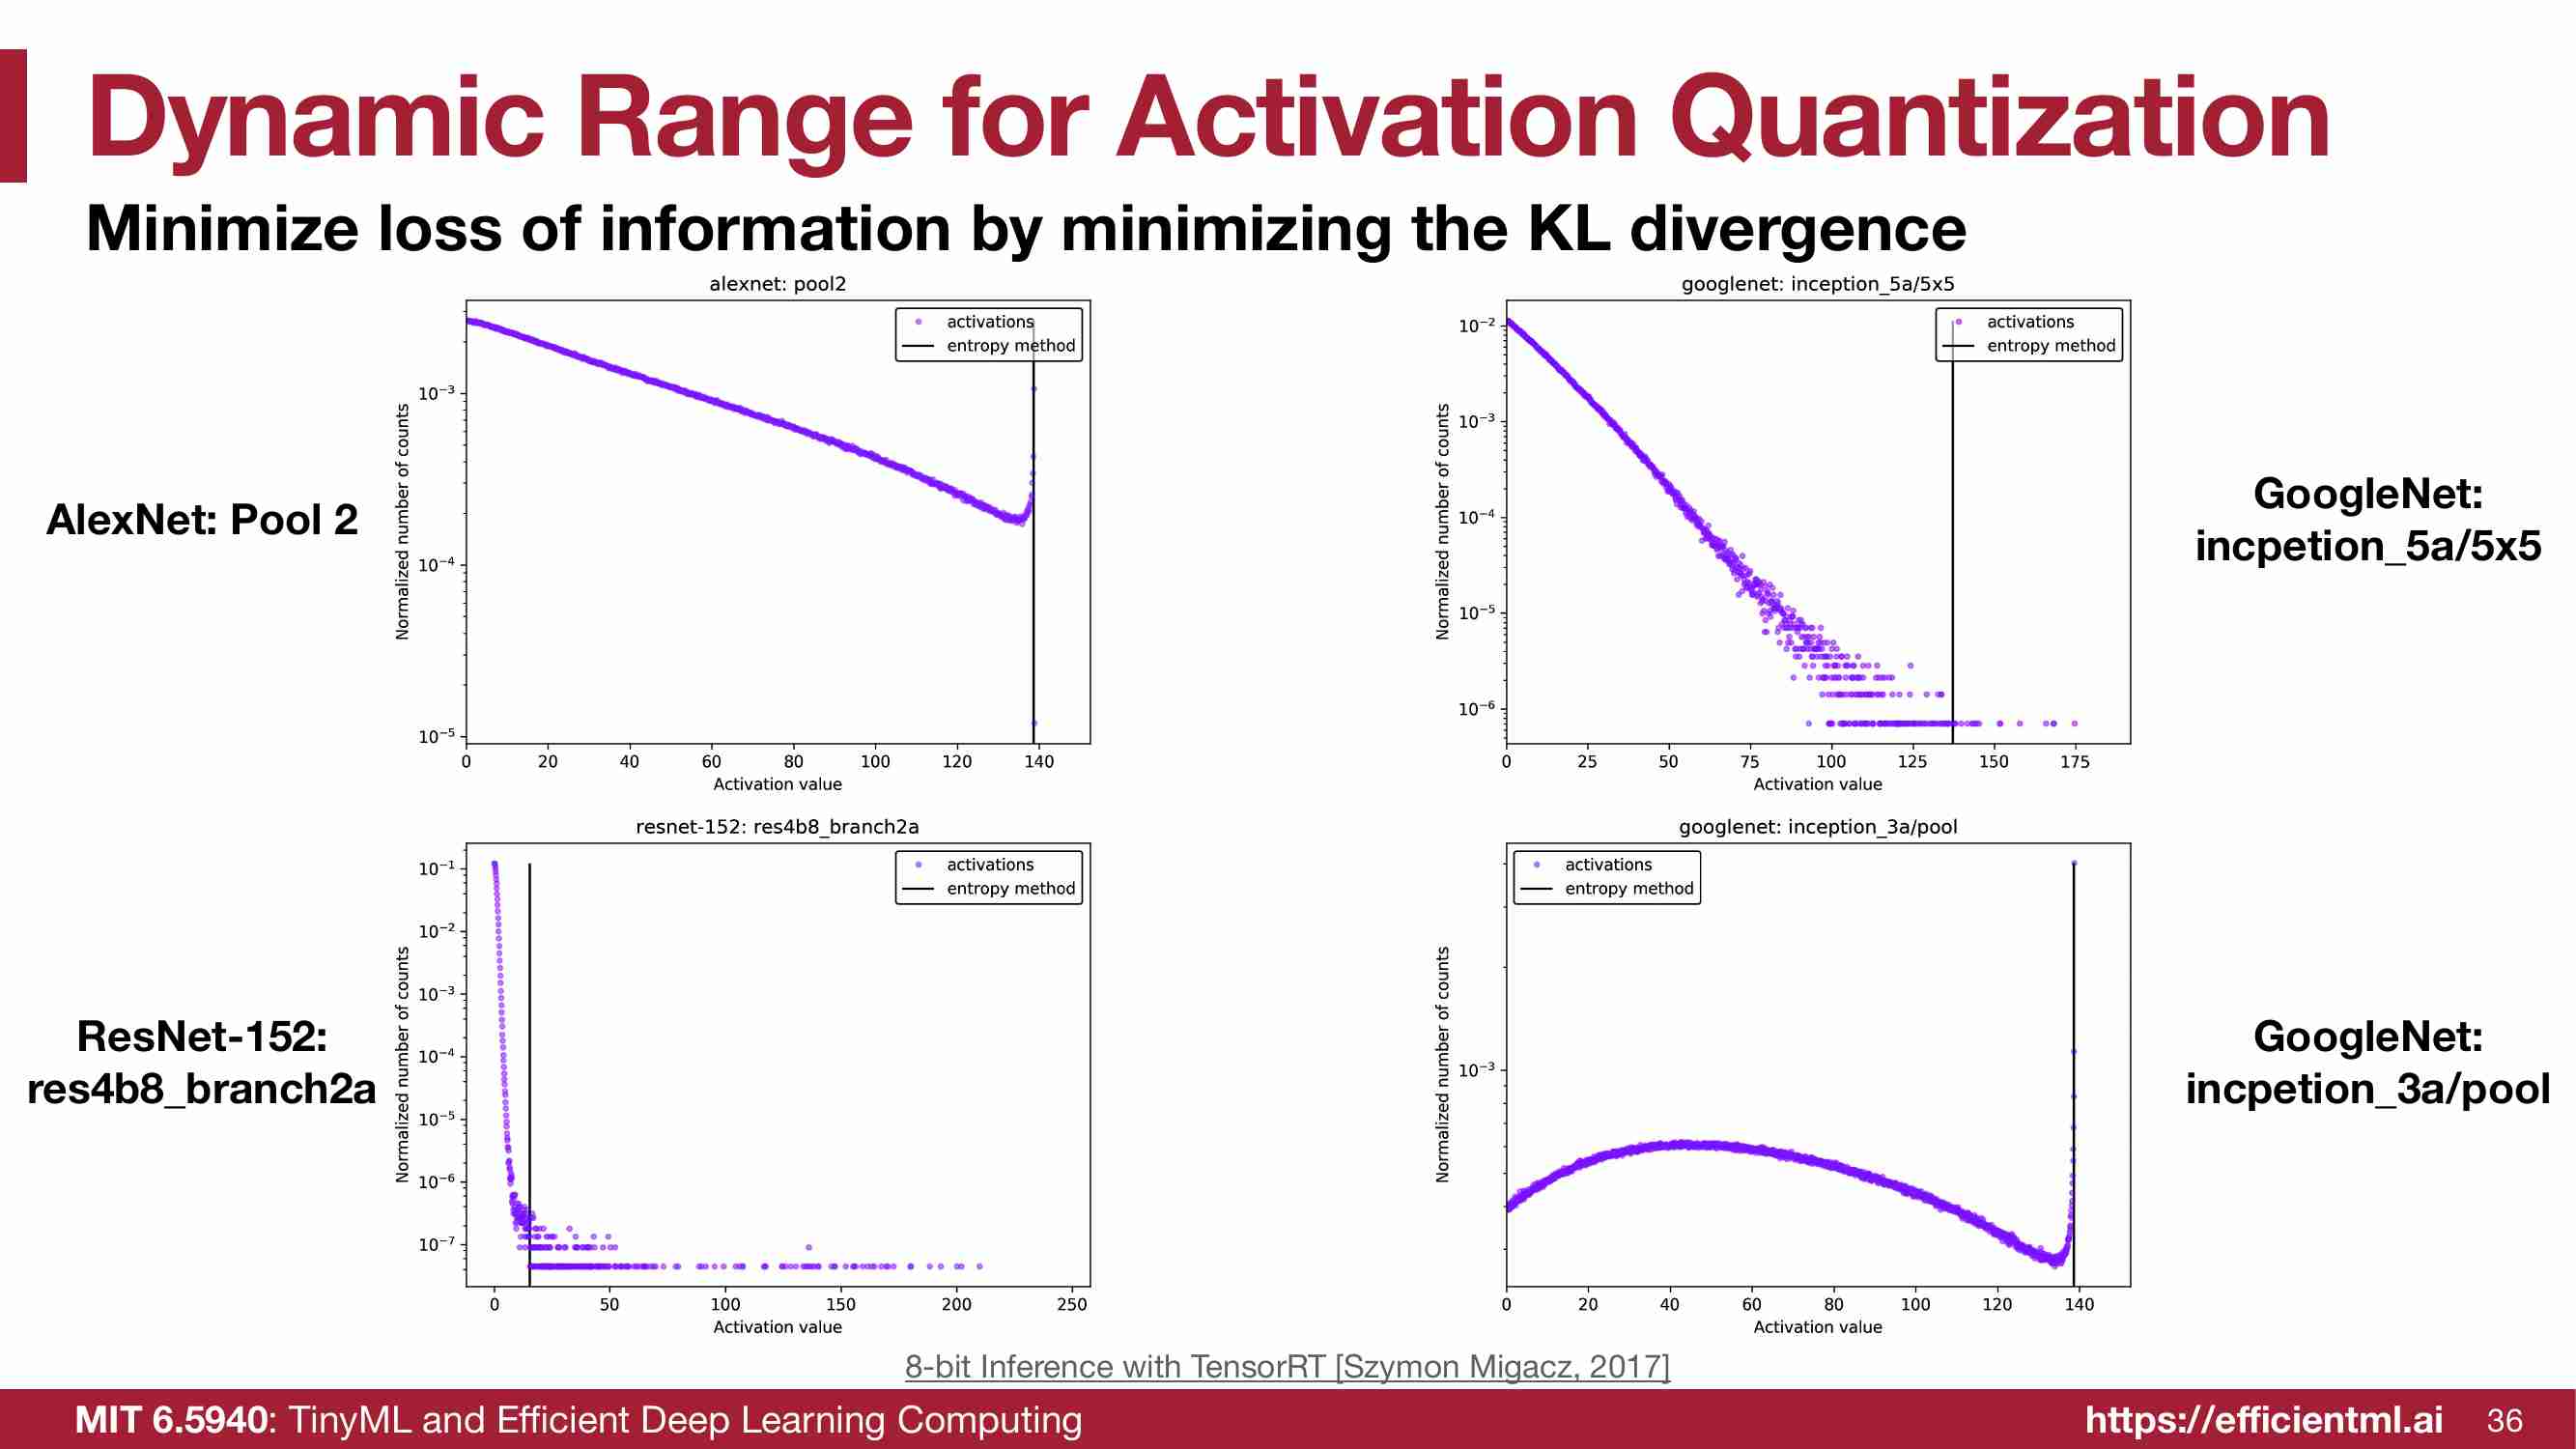 Dynamic Range for Activation Quantization
Minimize loss of information by minimizing the KL divergence
AlexNet: Pool 2
alexnet: pool2
activations
entropy method
Normalized number of counts
10⁻³
10⁻⁴
10⁻⁵
0 20 40 60 80 100 120 140
Activation value
googlenet: inception_5a/5x5
activations
entropy method
Normalized number of counts
10⁻²
10⁻³
10⁻⁴
10⁻⁵
10⁻⁶
0 25 50 75 100 125 150 175
Activation value
GoogleNet:
incpetion_5a/5x5
ResNet-152:
res4b8_branch2a
resnet-152: res4b8_branch2a
activations
entropy method
Normalized number of counts
10⁻¹
10⁻²
10⁻³
10⁻⁴
10⁻⁵
10⁻⁶
10⁻⁷
0 50 100 150 200 250
Activation value
googlenet: inception_3a/pool
activations
entropy method
Normalized number of counts
10⁻³
0 20 40 60 80 100 120 140
Activation value
GoogleNet:
incpetion_3a/pool
8-bit Inference with TensorRT [Szymon Migacz, 2017]
MIT 6.5940: TinyML and Efficient Deep Learning Computing
https://efficientml.ai 36